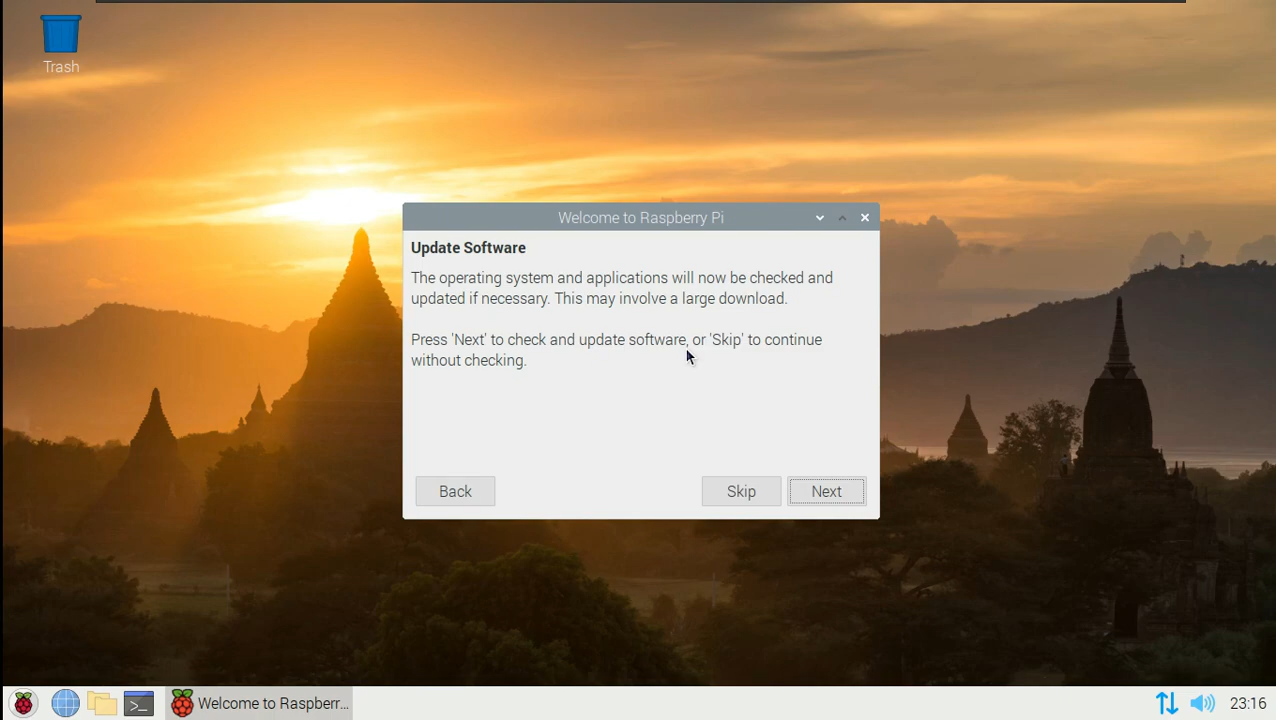 Trash
Welcome to Raspberry Pi
Update Software
The operating system and applications will now be checked and
updated if necessary. This may involve a large download.
Press 'Next' to check and update software, or 'Skip' to continue
without checking.
Back
Skip
Next
Welcome to Raspberr...
23:16